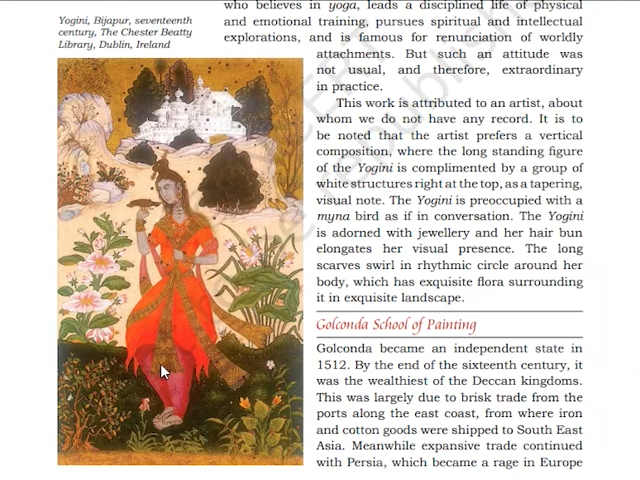 who believes in yoga, leads a disciplined life of physical
and emotional training, pursues spiritual and intellectual
explorations, and is famous for renunciation of worldly
attachments. But such an attitude was
not usual, and therefore, extraordinary
in practice.
Yogini, Bijapur, seventeenth
century, The Chester Beatty
Library, Dublin, Ireland
This work is attributed to an artist, about
whom we do not have any record. It is to
be noted that the artist prefers a vertical
composition, where the long standing figure
of the Yogini is complimented by a group of
white structures right at the top, as a tapering,
visual note. The Yogini is preoccupied with a
myna bird as if in conversation. The Yogini
is adorned with jewellery and her hair bun
elongates her visual presence. The long
scarves swirl in rhythmic circle around her
body, which has exquisite flora surrounding
it in exquisite landscape.
Golconda School of Painting
Golconda became an independent state in
1512. By the end of the sixteenth century, it
was the wealthiest of the Deccan kingdoms.
This was largely due to brisk trade from the
ports along the east coast, from where iron
and cotton goods were shipped to South East
Asia. Meanwhile expansive trade continued
with Persia, which became a rage in Europe